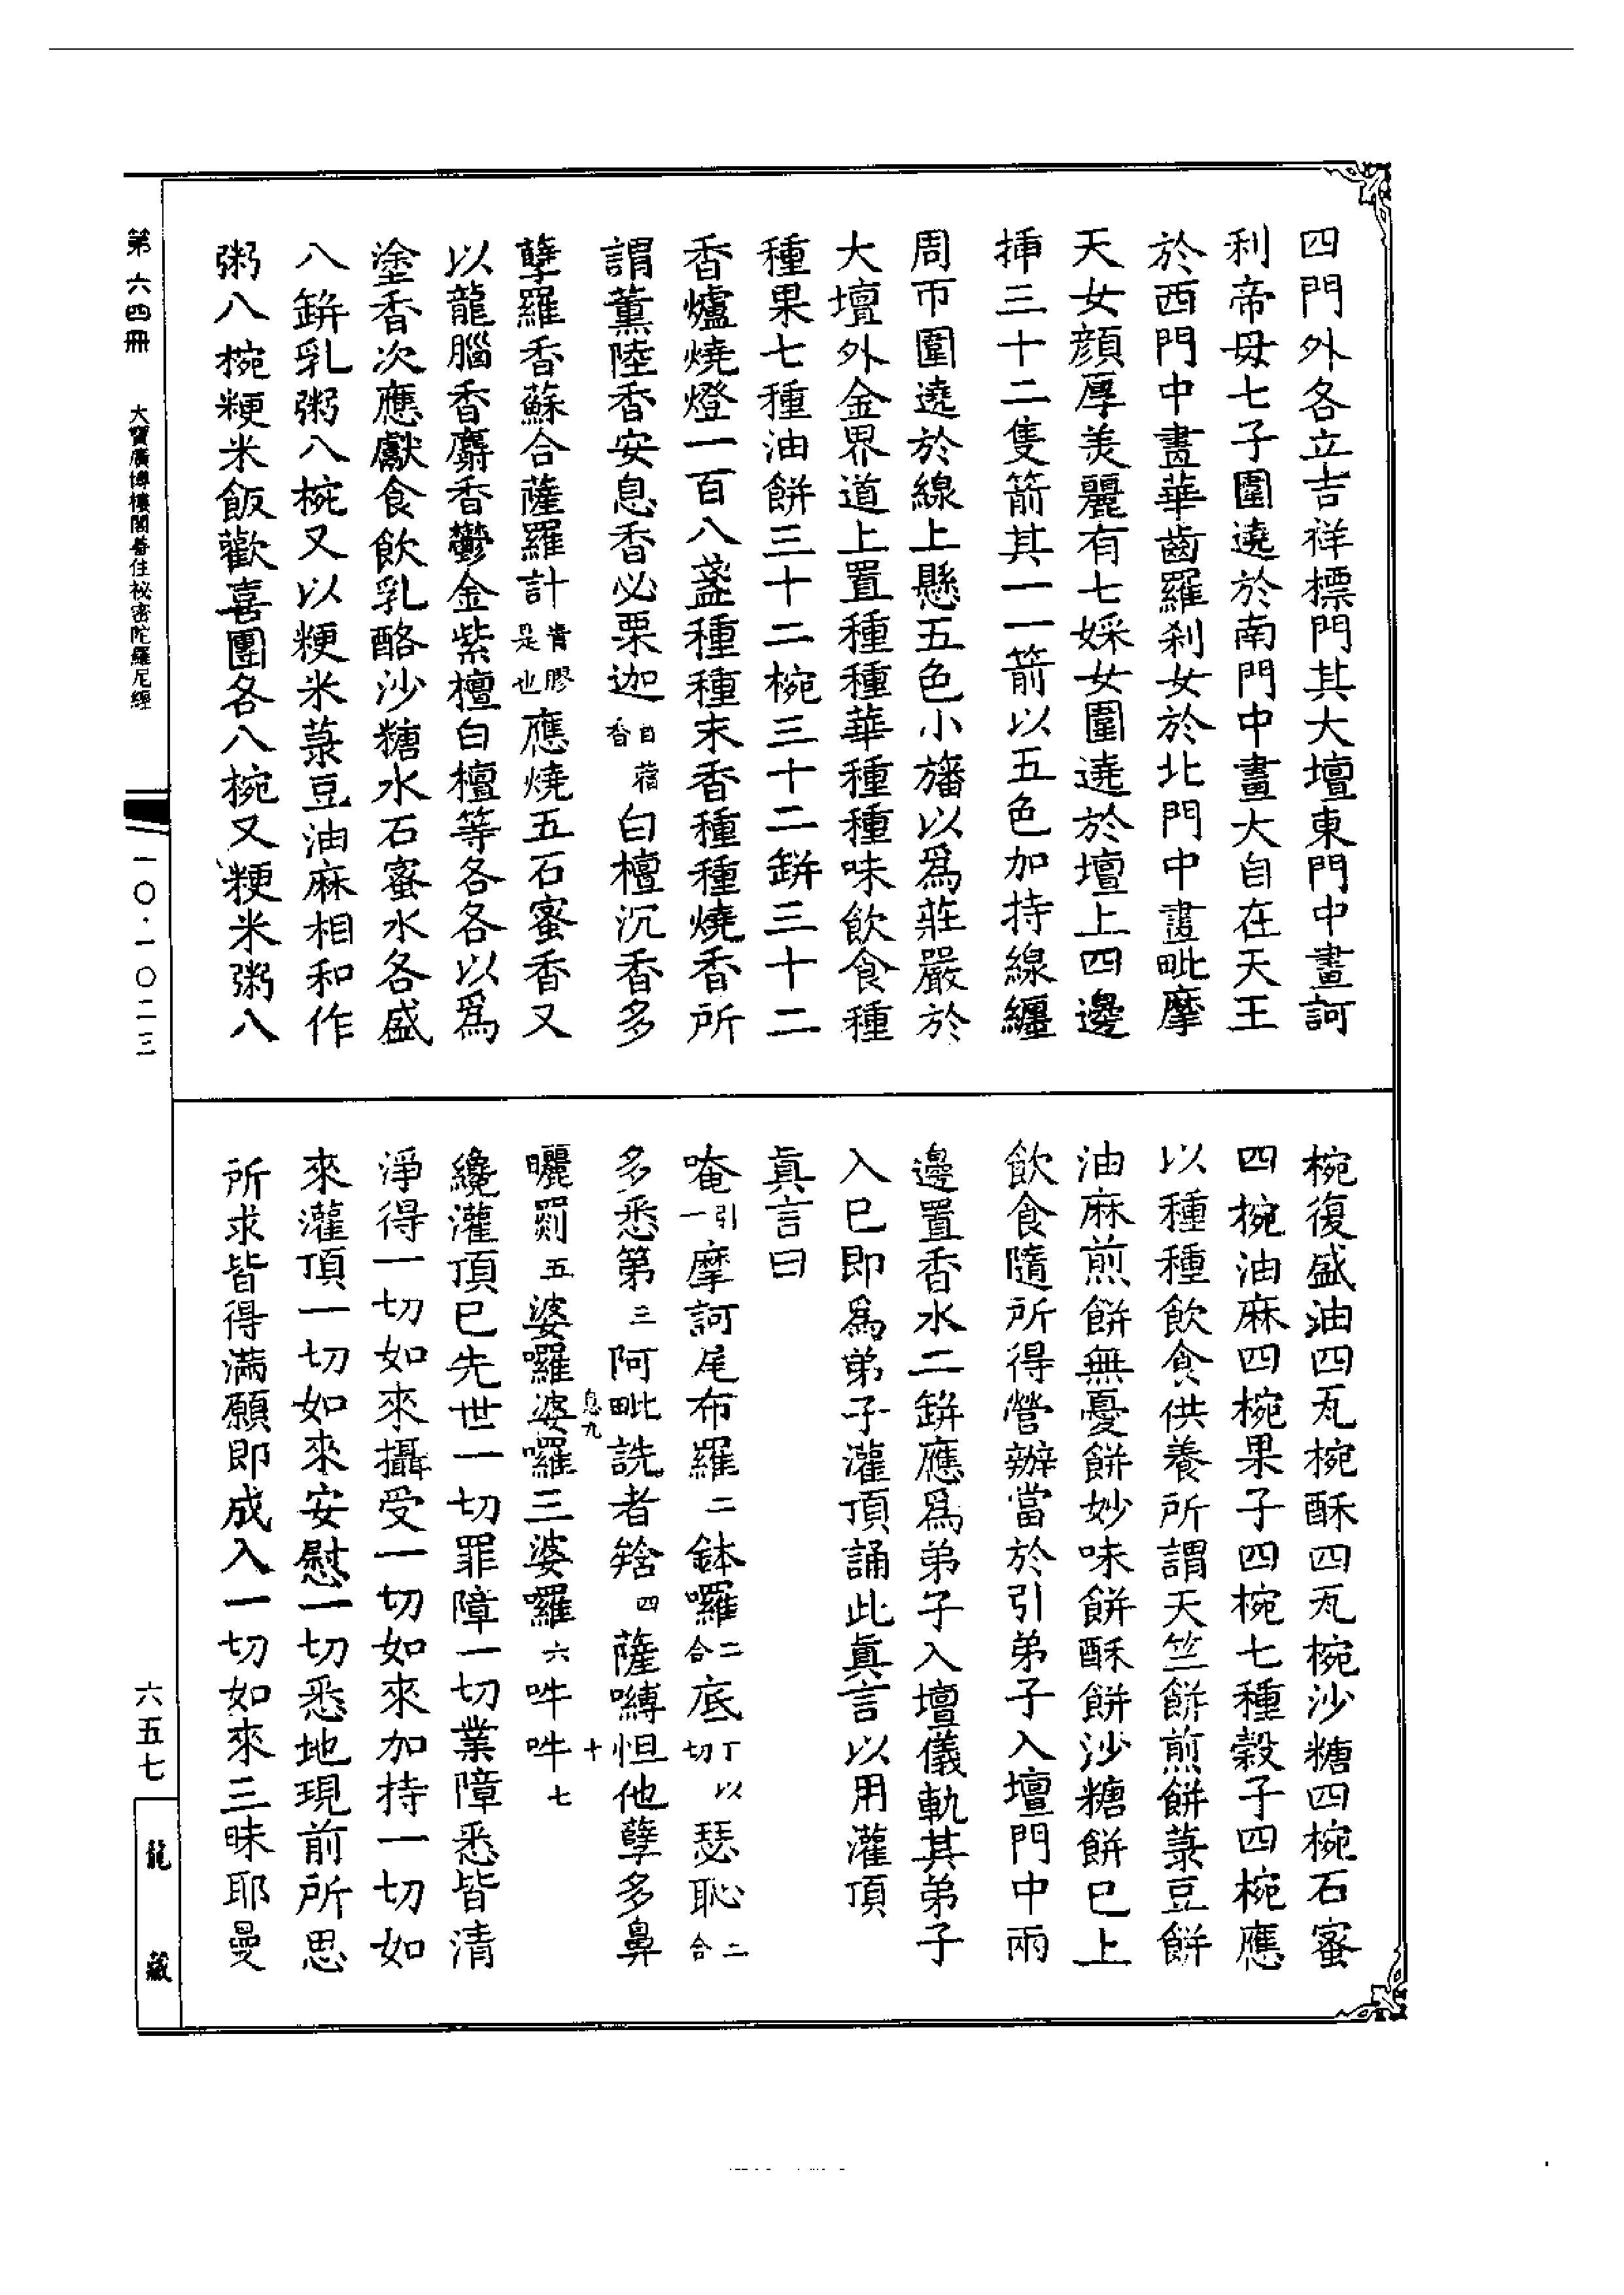 四門外各立吉祥標門其大壇東門中畫訶
利帝母七子圍遶於南門中畫大自在天王
於西門中畫華齒羅刹女於北門中畫毗摩
天女顏厚美麗有七婇女圍遶於壇上四邊
揷三十二隻箭其一一箭以五色加持線纏
周帀圍遶於線上懸五色小旛以爲莊嚴於
大壇外金界道上置種種華種種味飲食種
種果七種油餅三十二椀三十二缾三十二
香爐燒燈一百八盞種種末香種種燒香所
謂薰陸香安息香必栗迦苜蓿香白檀沉香多
孽羅香蘇合薩羅計青膠是也應燒五石蜜香又
以龍腦香麝香鬱金紫檀白檀等各各以爲
塗香次應獻食飲乳酪沙糖水石蜜水各盛
八缾乳粥八椀又以粳米菉豆油麻相和作
粥八椀粳米飯歡喜團各八椀又粳米粥八
椀復盛油四瓦椀酥四瓦椀沙糖四椀石蜜
四椀油麻四椀果子四椀七種穀子四椀應
以種種飲食供養所謂天竺餅煎餅菉豆餅
油麻煎餅無憂餅妙味餅酥餅沙糖餅已上
飲食隨所得營辦當於引弟子入壇門中兩
邊置香水二缾應爲弟子入壇儀軌其弟子
入已即爲弟子灌頂誦此眞言以用灌頂
眞言曰
唵引一摩訶尾布羅二鉢囉二合底丁以切瑟恥二合
多悉第三阿毗詵者𤚥四薩嚩怛他孽多鼻
曬罽五婆囉婆囉三婆囉六吽吽七
纔灌頂已先世一切罪障一切業障悉皆清
淨得一切如來攝受一切如來加持一切如
來灌頂一切如來安慰一切悉地現前所思
所求皆得滿願即成入一切如來三昧耶曼
息九
十
第六四冊
大寶廣博樓閣善住祕密陀羅尼經
一〇·一〇二三
六五七
龍藏